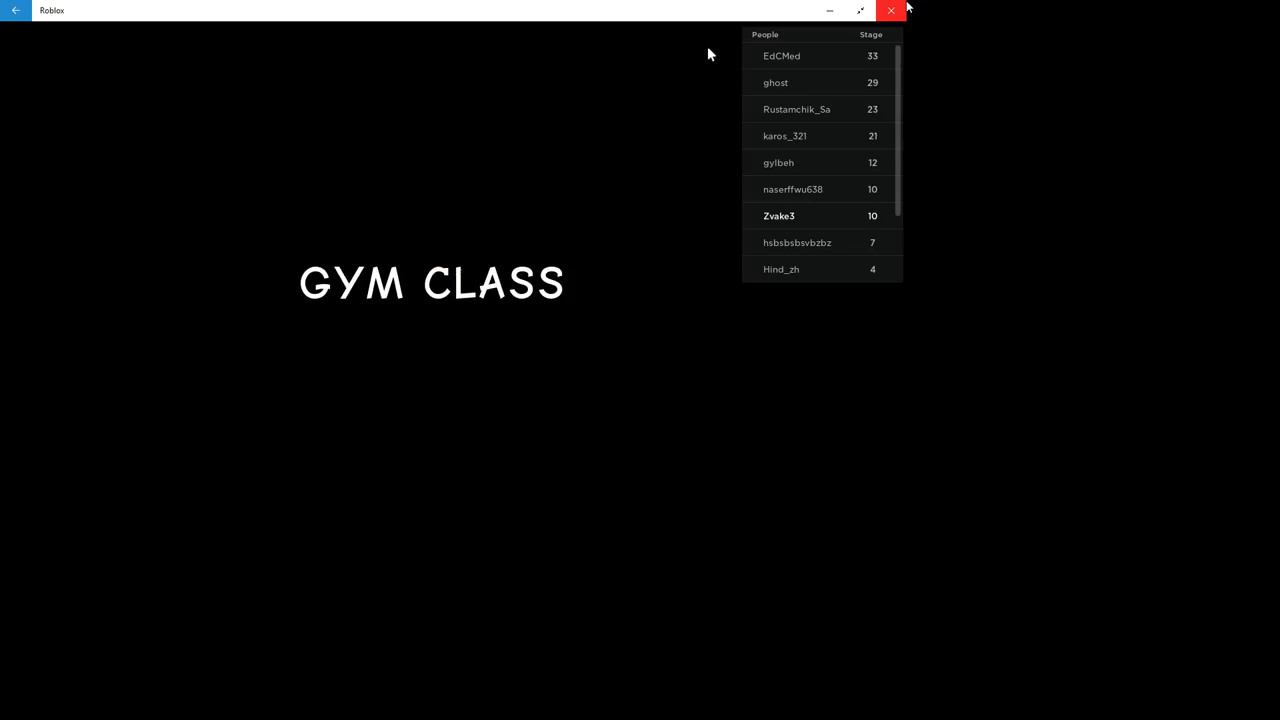 Roblox
People Stage
EdCMed 33
ghost 29
Rustamchik_Sa 23
karos_321 21
gylbeh 12
naserffwu638 10
Zvake3 10
hsbsbsbsvbzbz 7
Hind_zh 4
GYM CLASS